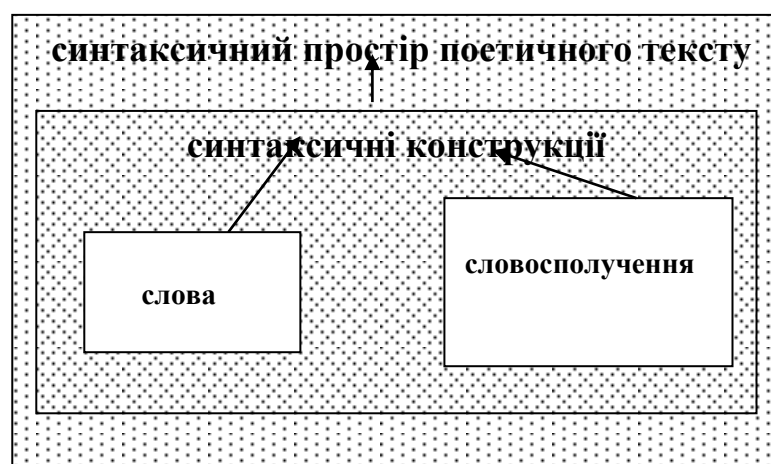 синтаксичний простір поетичного тексту
синтаксичні конструкції
слова
словосполучення